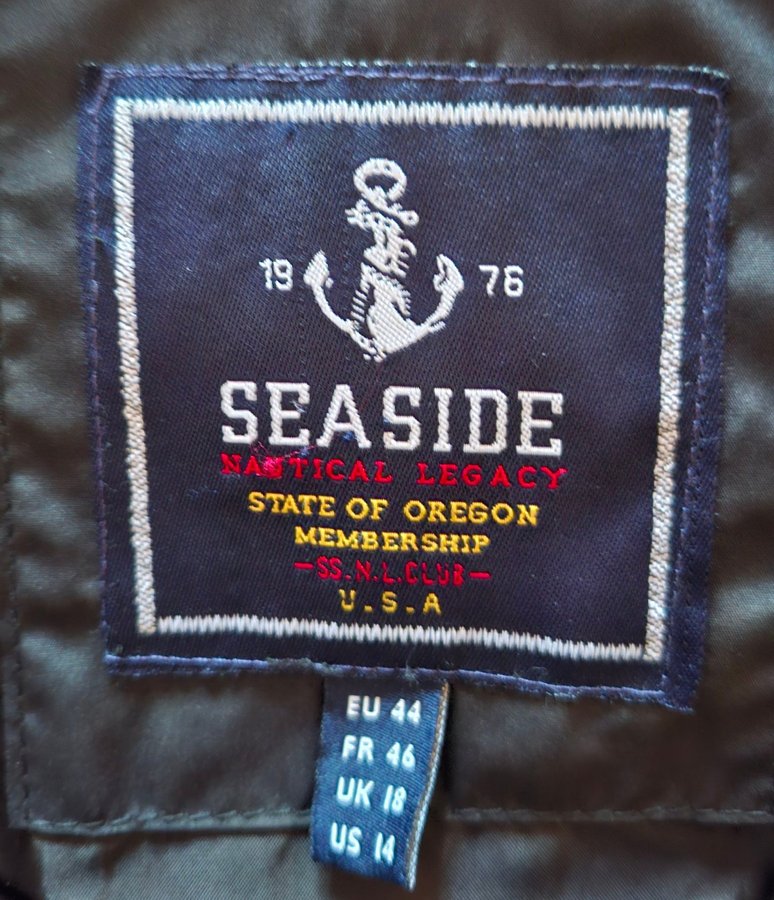 19 76
SEASIDE
NAUTICAL LEGACY
STATE OF OREGON
MEMBERSHIP
-SS.N.L.CLUB-
U.S.A
EU 44
FR 46
UK 18
US 14